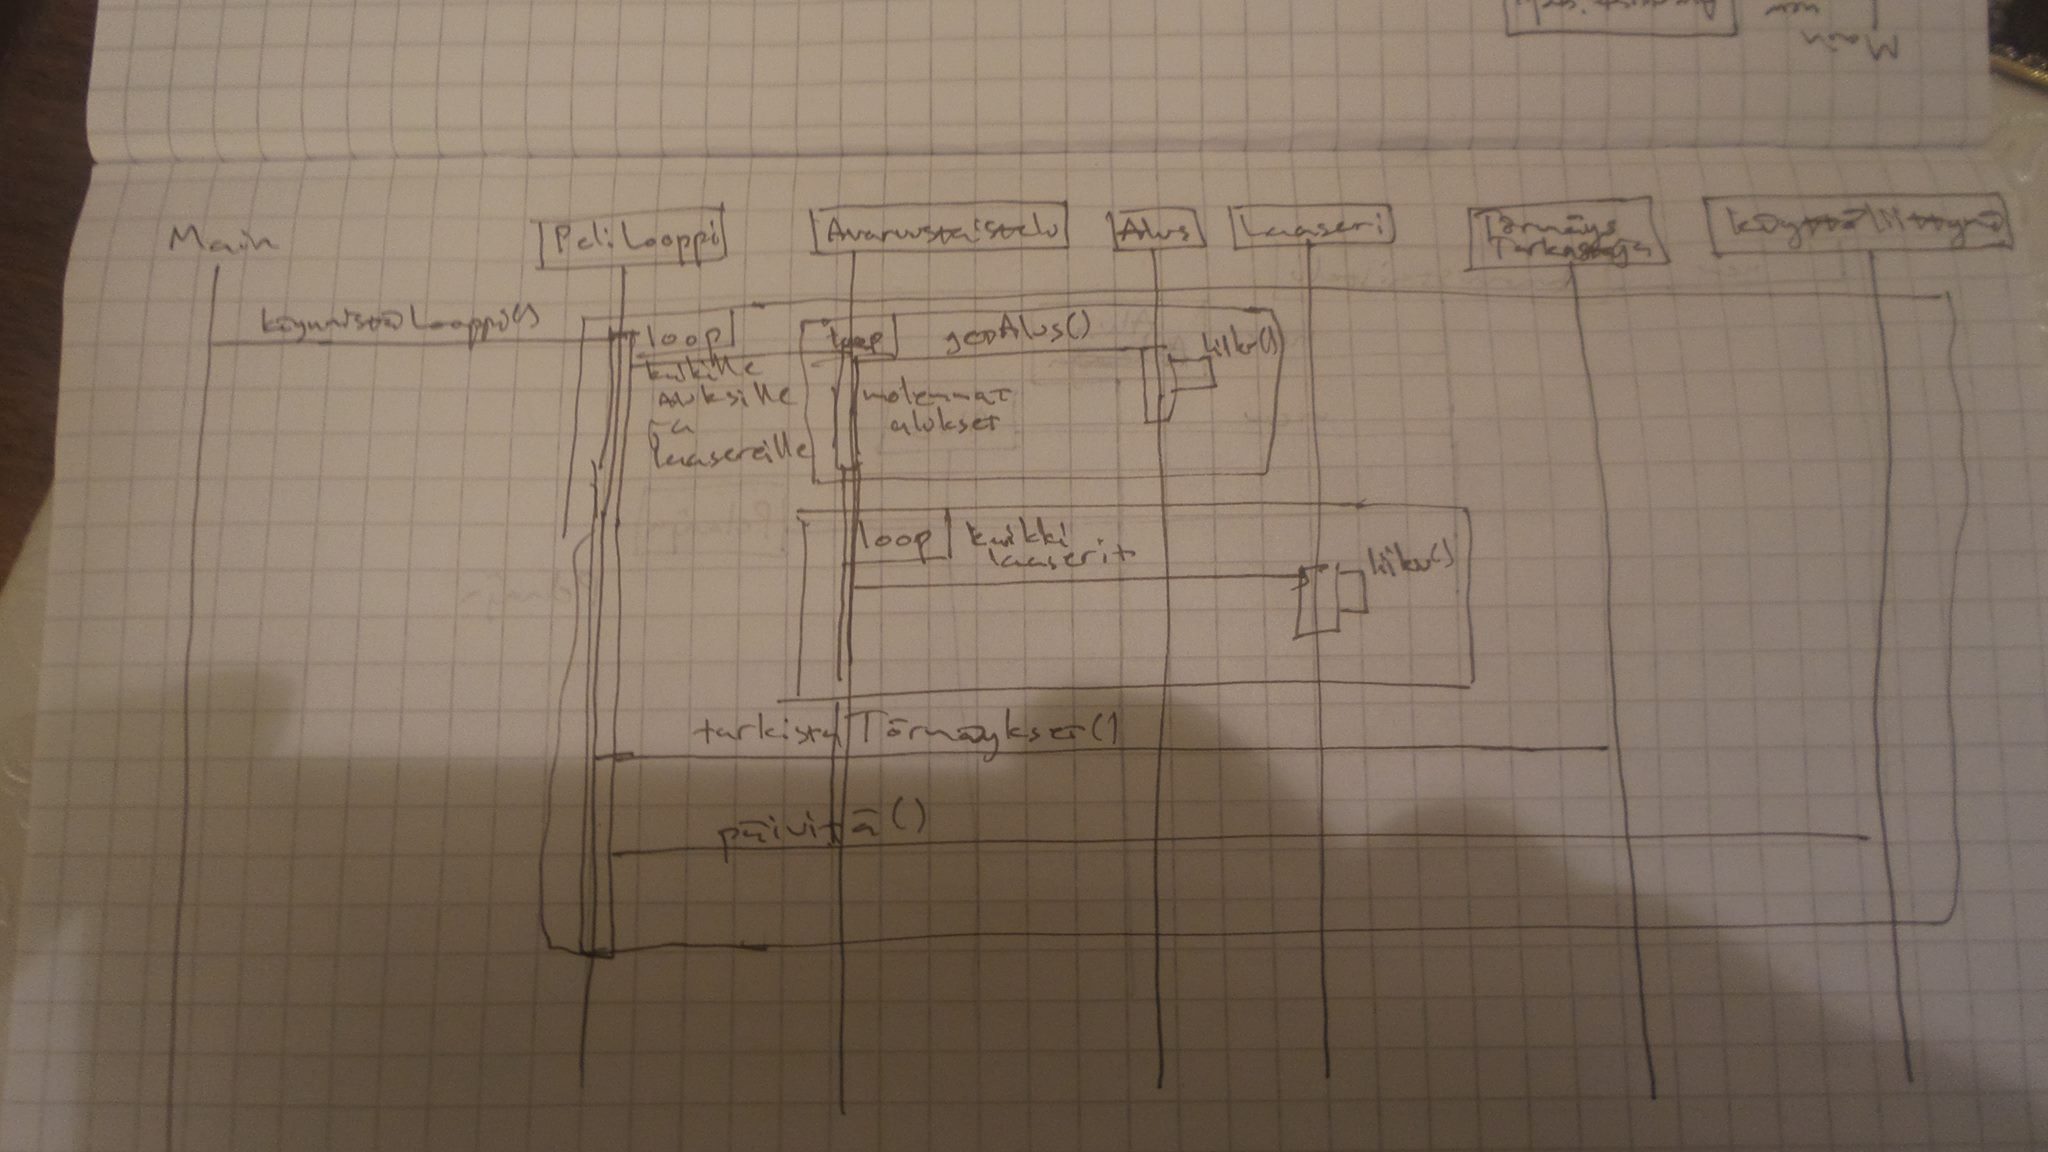 Main
PeliLooppi
Avaruustaistelu
Alus
Laaseri
Törmäys
Tarkastaja
Käyttöliittymä
käynnistäLooppi()
loop
kaikille
aluksille
ja
laasereille
loop
getAlus()
liiku()
molemmat
alukset
loop
kaikki
laaserit
liiku()
tarkistaTörmäykset()
päivitä()
Main